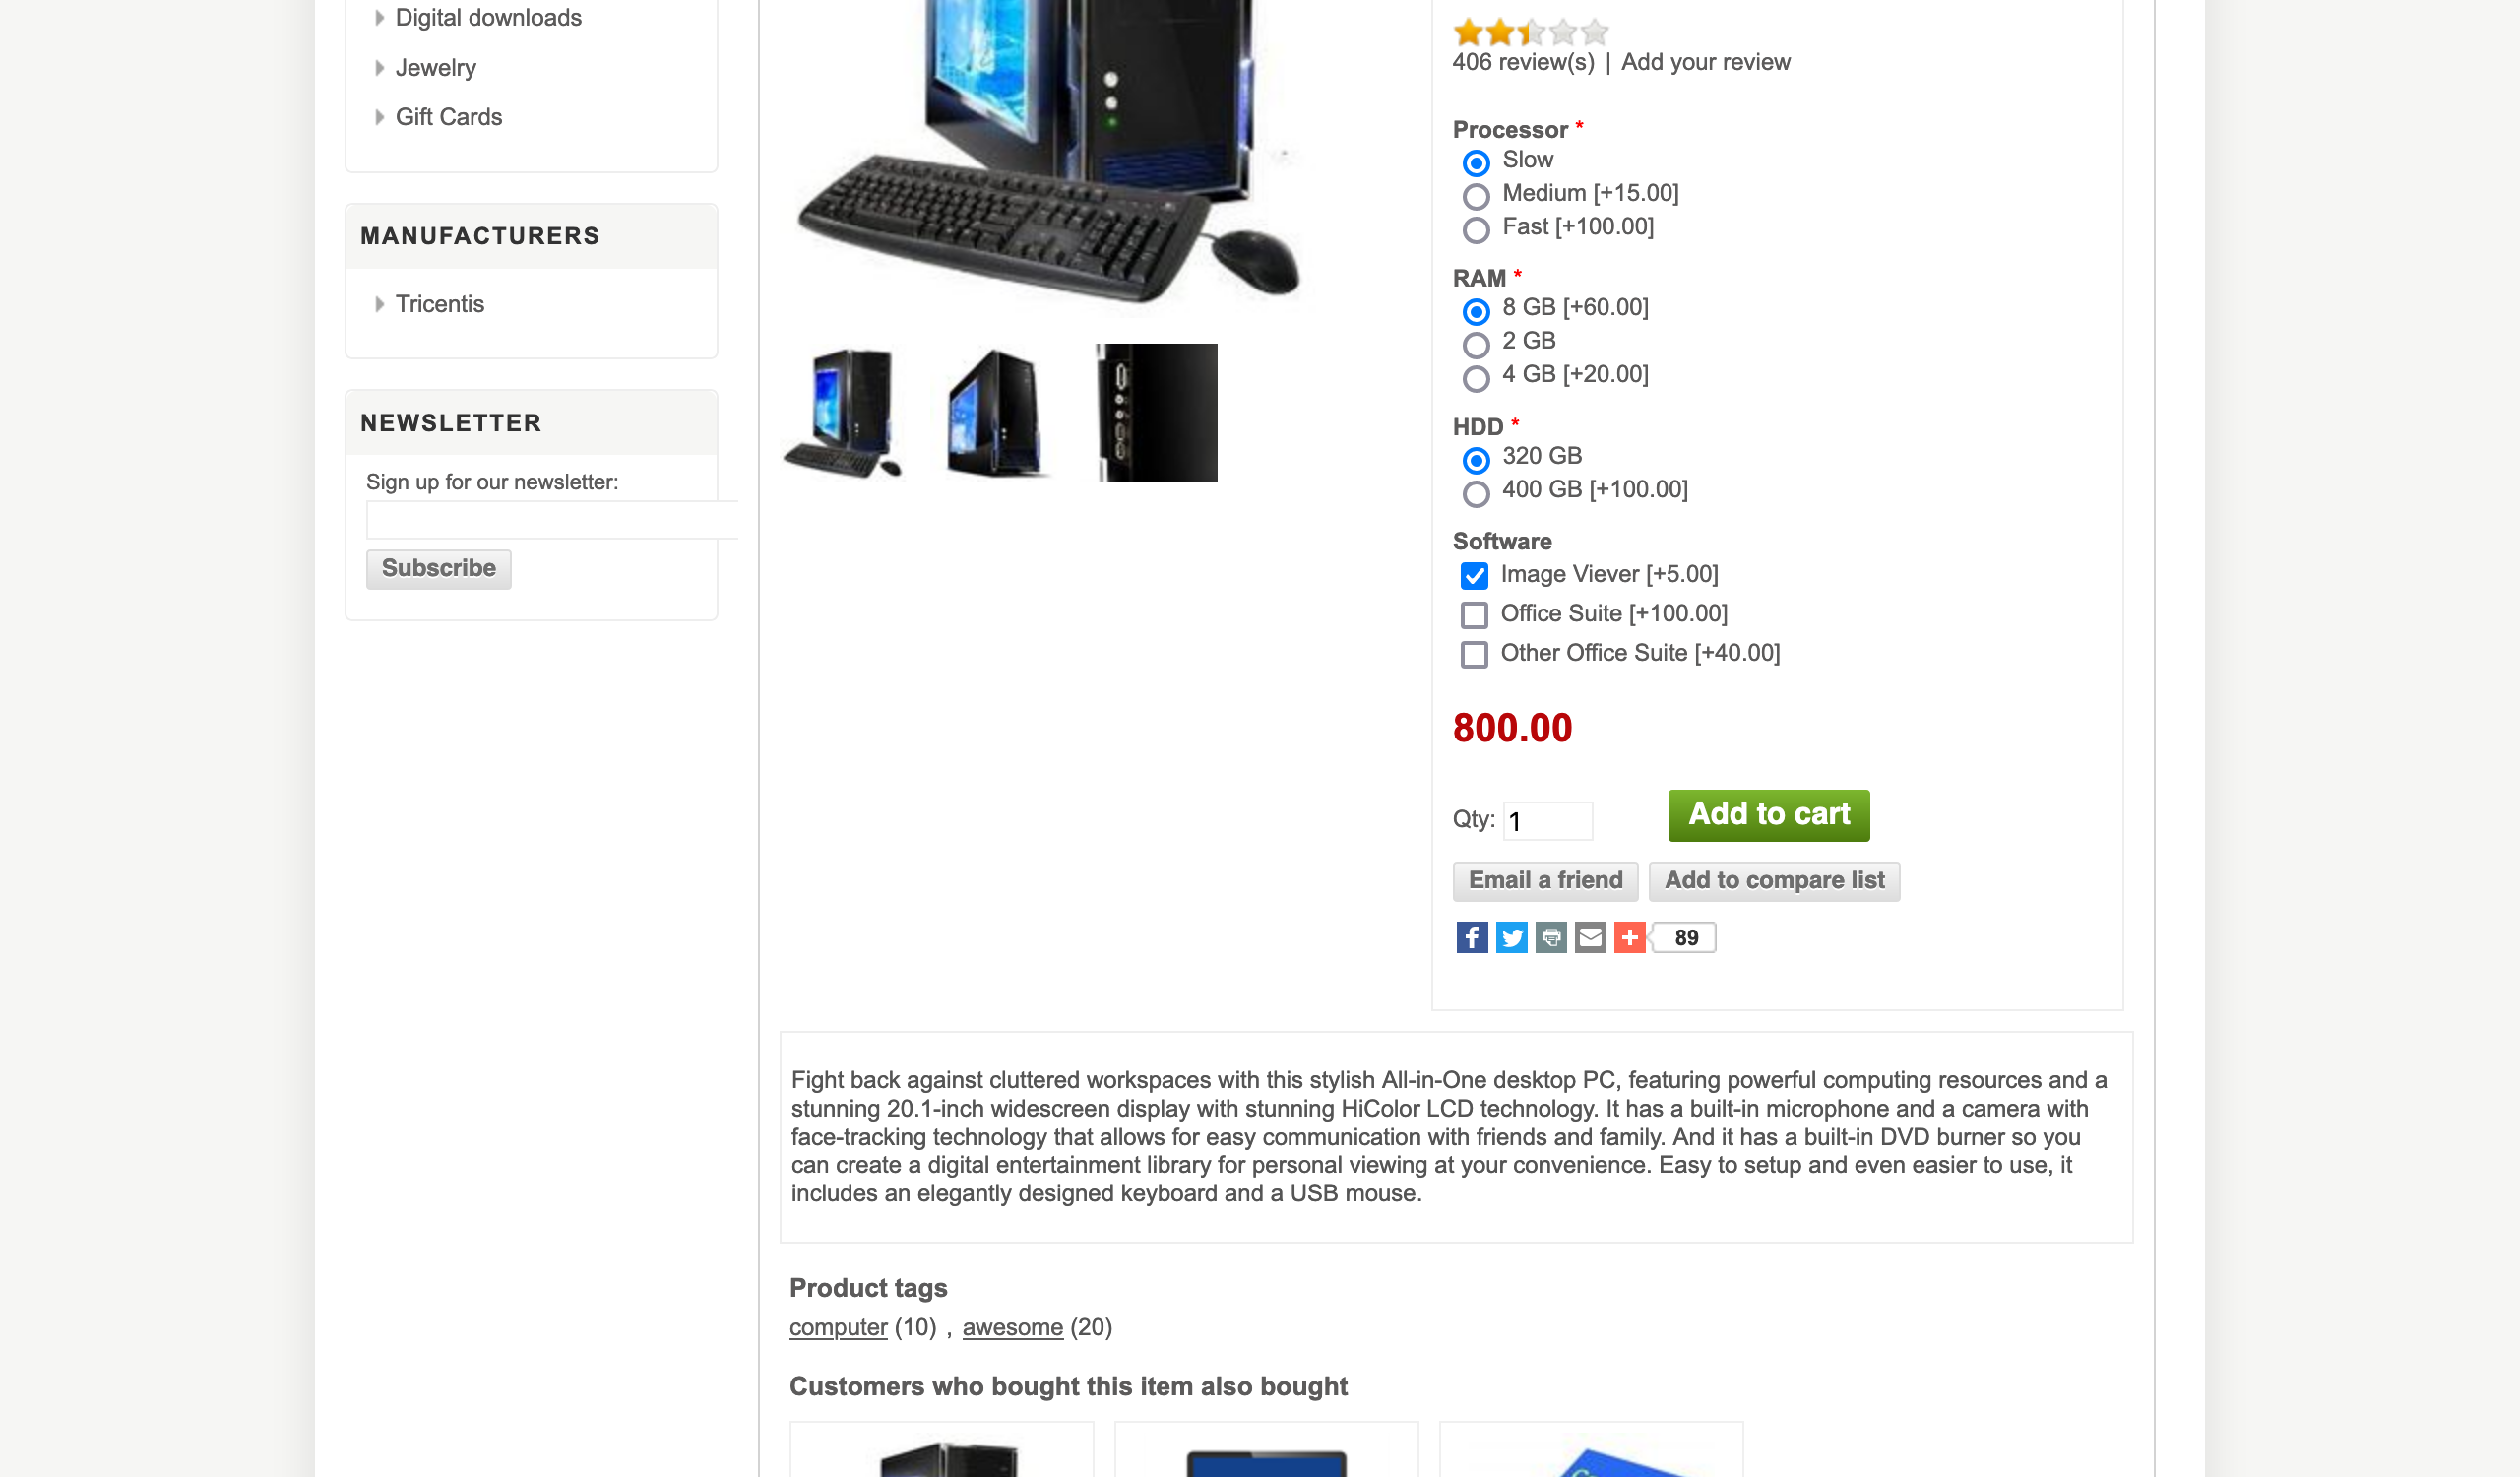 Digital downloads
Jewelry
Gift Cards
MANUFACTURERS
Tricentis
NEWSLETTER
Sign up for our newsletter:
Subscribe
406 review(s) | Add your review
Processor *
Slow
Medium [+15.00]
Fast [+100.00]
RAM *
8 GB [+60.00]
2 GB
4 GB [+20.00]
HDD *
320 GB
400 GB [+100.00]
Software
Image Viever [+5.00]
Office Suite [+100.00]
Other Office Suite [+40.00]
800.00
Qty: 1 Add to cart
Email a friend Add to compare list
89
Fight back against cluttered workspaces with this stylish All-in-One desktop PC, featuring powerful computing resources and a
stunning 20.1-inch widescreen display with stunning HiColor LCD technology. It has a built-in microphone and a camera with
face-tracking technology that allows for easy communication with friends and family. And it has a built-in DVD burner so you
can create a digital entertainment library for personal viewing at your convenience. Easy to setup and even easier to use, it
includes an elegantly designed keyboard and a USB mouse.
Product tags
computer (10) , awesome (20)
Customers who bought this item also bought